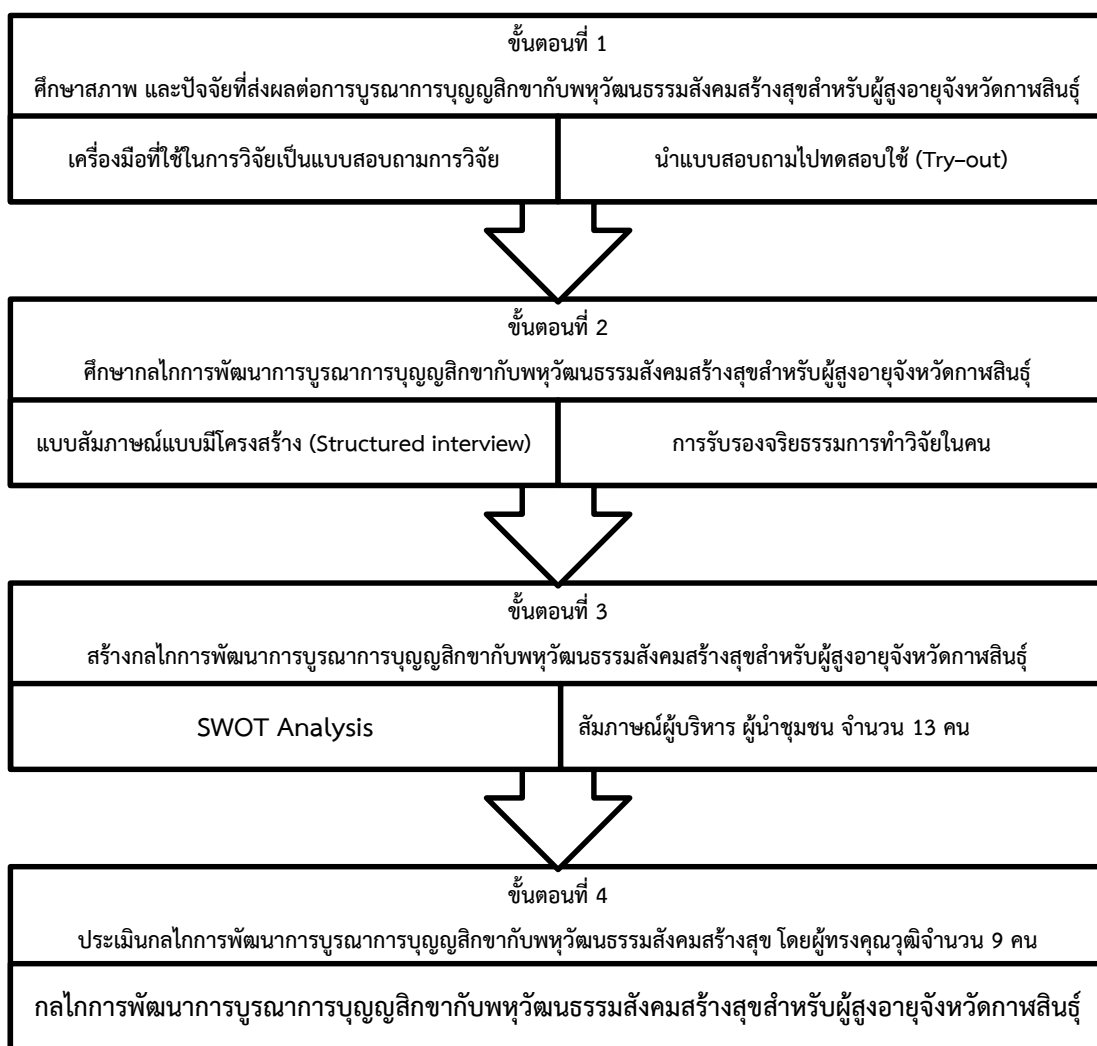 ขั้นตอนที่ 1
ศึกษาสภาพ และปัจจัยที่ส่งผลต่อการบูรณาการบุญญสิกขากับพหุวัฒนธรรมสังคมสร้างสุขสำหรับผู้สูงอายุจังหวัดกาฬสินธุ์
เครื่องมือที่ใช้ในการวิจัยเป็นแบบสอบถามการวิจัย
นำแบบสอบถามไปทดสอบใช้ (Try–out)
ขั้นตอนที่ 2
ศึกษากลไกการพัฒนาการบูรณาการบุญญสิกขากับพหุวัฒนธรรมสังคมสร้างสุขสำหรับผู้สูงอายุจังหวัดกาฬสินธุ์
แบบสัมภาษณ์แบบมีโครงสร้าง (Structured interview)
การรับรองจริยธรรมการทำวิจัยในคน
ขั้นตอนที่ 3
สร้างกลไกการพัฒนาการบูรณาการบุญญสิกขากับพหุวัฒนธรรมสังคมสร้างสุขสำหรับผู้สูงอายุจังหวัดกาฬสินธุ์
SWOT Analysis
สัมภาษณ์ผู้บริหาร ผู้นำชุมชน จำนวน 13 คน
ขั้นตอนที่ 4
ประเมินกลไกการพัฒนาการบูรณาการบุญญสิกขากับพหุวัฒนธรรมสังคมสร้างสุข โดยผู้ทรงคุณวุฒิจำนวน 9 คน
กลไกการพัฒนาการบูรณาการบุญญสิกขากับพหุวัฒนธรรมสังคมสร้างสุขสำหรับผู้สูงอายุจังหวัดกาฬสินธุ์